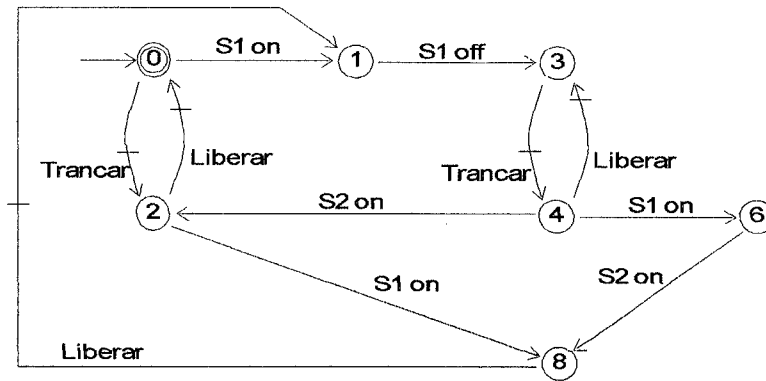 0
S1 on
1
S1 off
3
Trancar
Liberar
Trancar
Liberar
2
S2 on
4
S1 on
6
S1 on
S2 on
Liberar
8